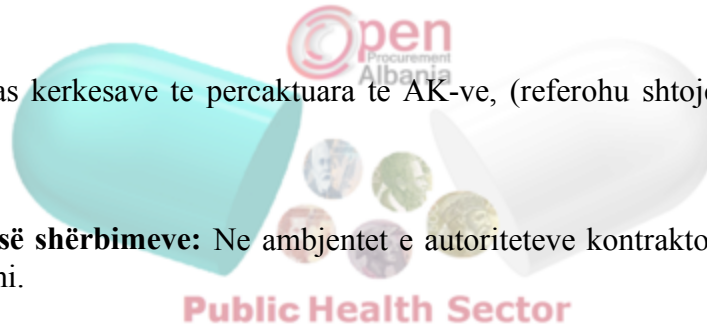 Open
Procurement
Albania
as kerkesave te percaktuara te AK-ve, (referohu shtojc
së shërbimeve: Ne ambjentet e autoriteteve kontrakto
ni.
Public Health Sector